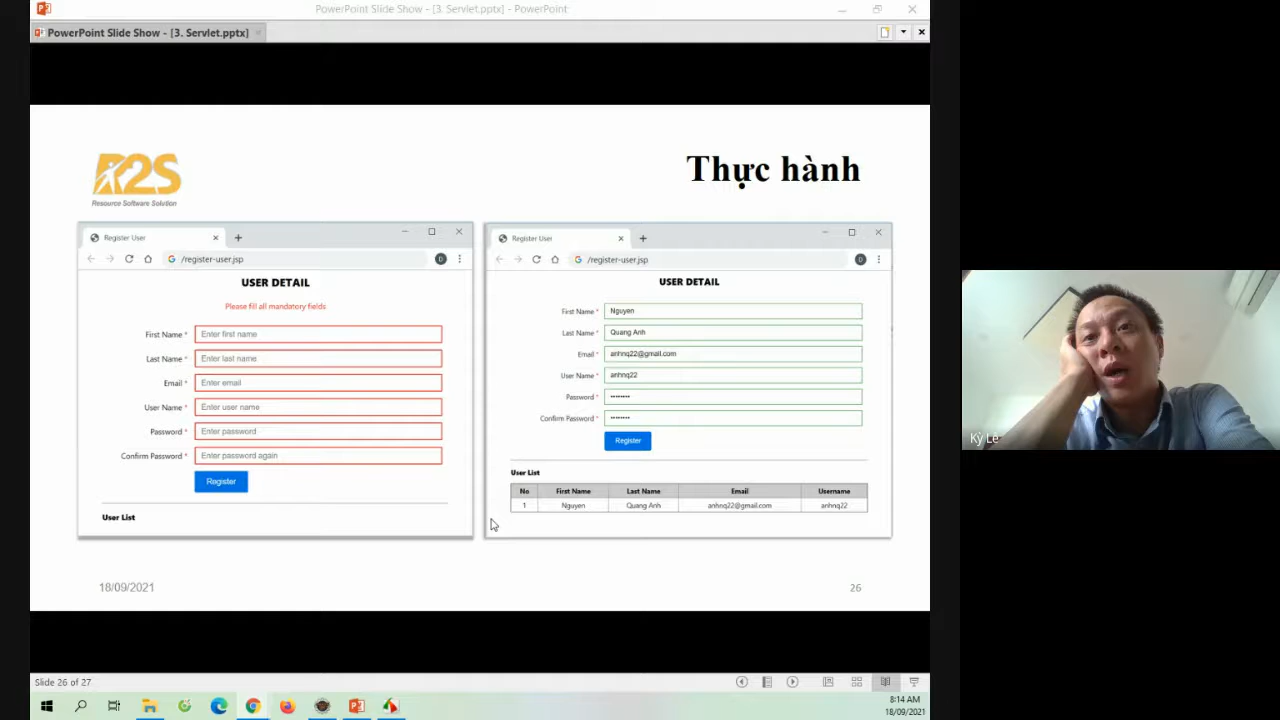 PowerPoint Slide Show - [3. Servlet.pptx] - PowerPoint
PowerPoint Slide Show - [3. Servlet.pptx]
R2S
Resource Software Solution
Thực hành
Register User
/register-user.jsp
D
USER DETAIL
Please fill all mandatory fields
First Name * Enter first name
Last Name * Enter last name
Email * Enter email
User Name * Enter user name
Password * Enter password
Confirm Password * Enter password again
Register
User List
Register User
/register-user.jsp
D
USER DETAIL
First Name * Nguyen
Last Name * Quang Anh
Email * anhnq22@gmail.com
User Name * anhnq22
Password * ••••••••
Confirm Password * ••••••••
Register
User List
No First Name Last Name Email Username
1 Nguyen Quang Anh anhnq22@gmail.com anhnq22
18/09/2021
26
Kỳ Lê
Slide 26 of 27
8:14 AM
18/09/2021